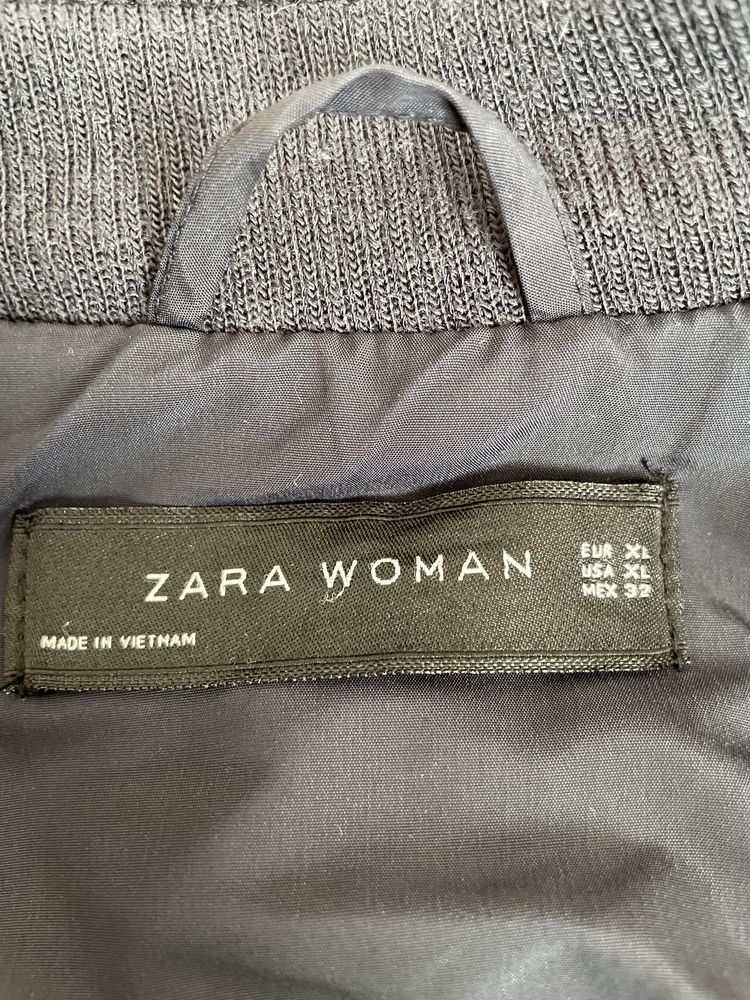 ZARA WOMAN
EUR XL
USA XL
MEX 32
MADE IN VIETNAM